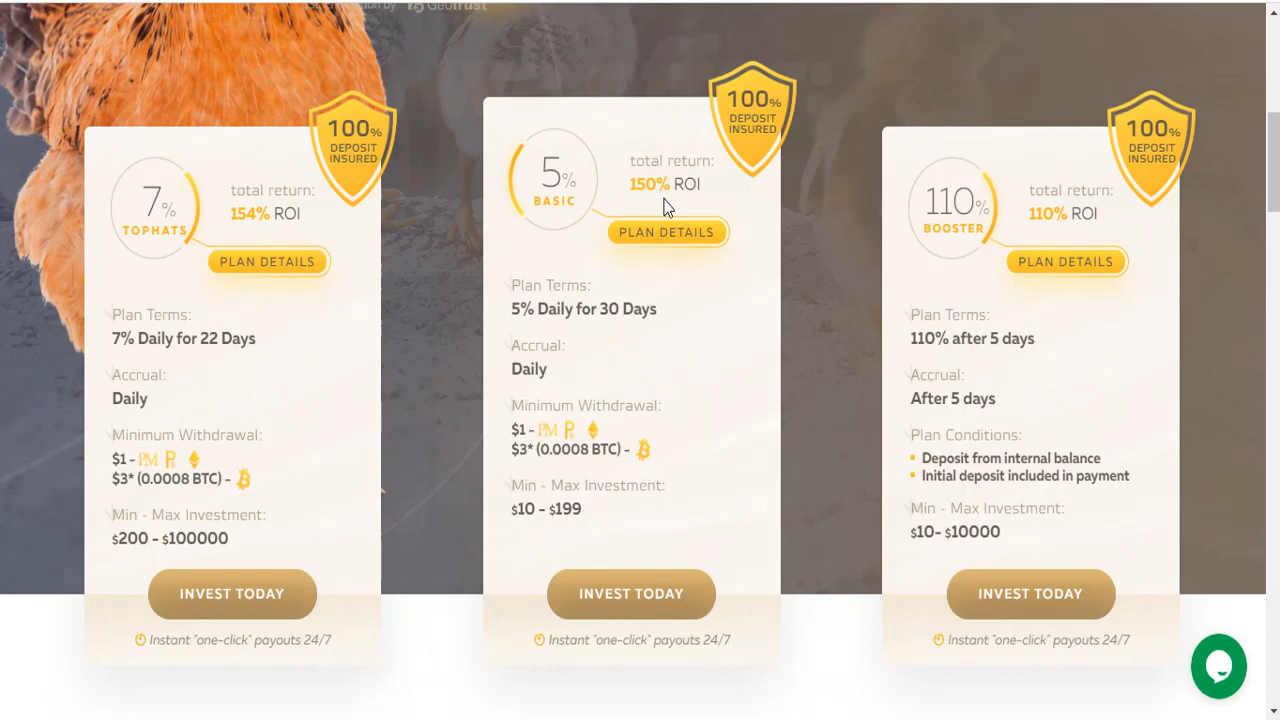 GeoTrust
100%
DEPOSIT
INSURED
7%
TOPHATS
total return:
154% ROI
PLAN DETAILS
Plan Terms:
7% Daily for 22 Days
Accrual:
Daily
Minimum Withdrawal:
$1 - PM
$3* (0.0008 BTC) -
Min - Max Investment:
$200 - $100000
INVEST TODAY
Instant "one-click" payouts 24/7
100%
DEPOSIT
INSURED
5%
BASIC
total return:
150% ROI
PLAN DETAILS
Plan Terms:
5% Daily for 30 Days
Accrual:
Daily
Minimum Withdrawal:
$1 - PM
$3* (0.0008 BTC) -
Min - Max Investment:
$10 - $199
INVEST TODAY
Instant "one-click" payouts 24/7
100%
DEPOSIT
INSURED
110%
BOOSTER
total return:
110% ROI
PLAN DETAILS
Plan Terms:
110% after 5 days
Accrual:
After 5 days
Plan Conditions:
Deposit from internal balance
Initial deposit included in payment
Min - Max Investment:
$10- $10000
INVEST TODAY
Instant "one-click" payouts 24/7